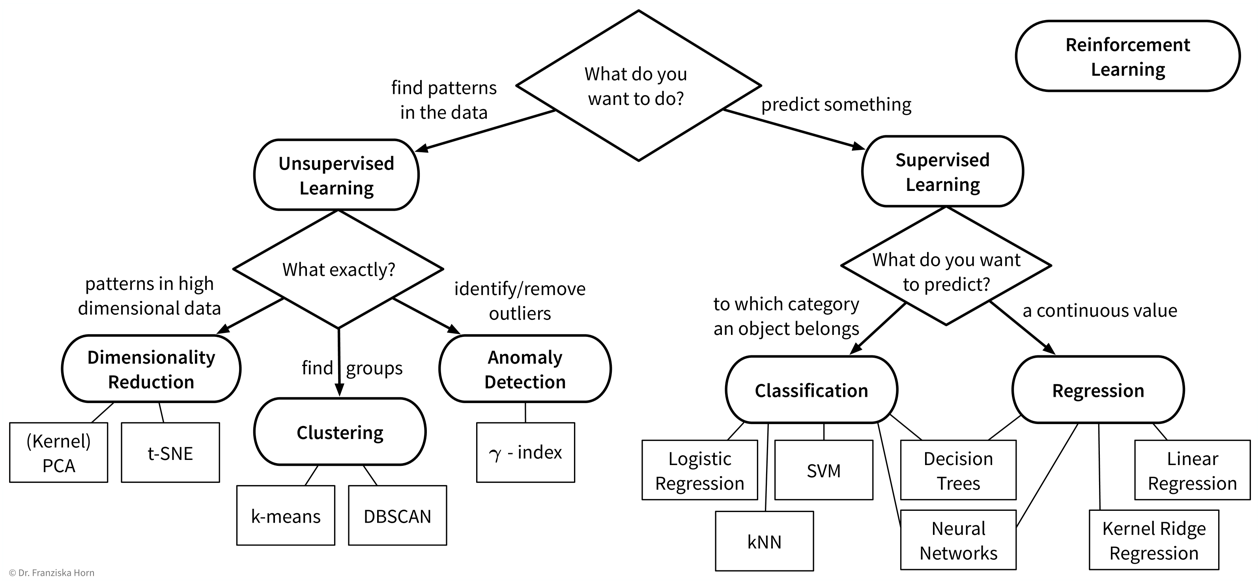 What do you
want to do?
Reinforcement
Learning
find patterns
in the data
predict something
Unsupervised
Learning
Supervised
Learning
What exactly?
What do you want
to predict?
patterns in high
dimensional data
find groups
identify/remove
outliers
to which category
an object belongs
a continuous value
Dimensionality
Reduction
Clustering
Anomaly
Detection
Classification
Regression
(Kernel)
PCA
t-SNE
k-means
DBSCAN
γ - index
Logistic
Regression
kNN
SVM
Decision
Trees
Neural
Networks
Kernel Ridge
Regression
Linear
Regression
© Dr. Franziska Horn